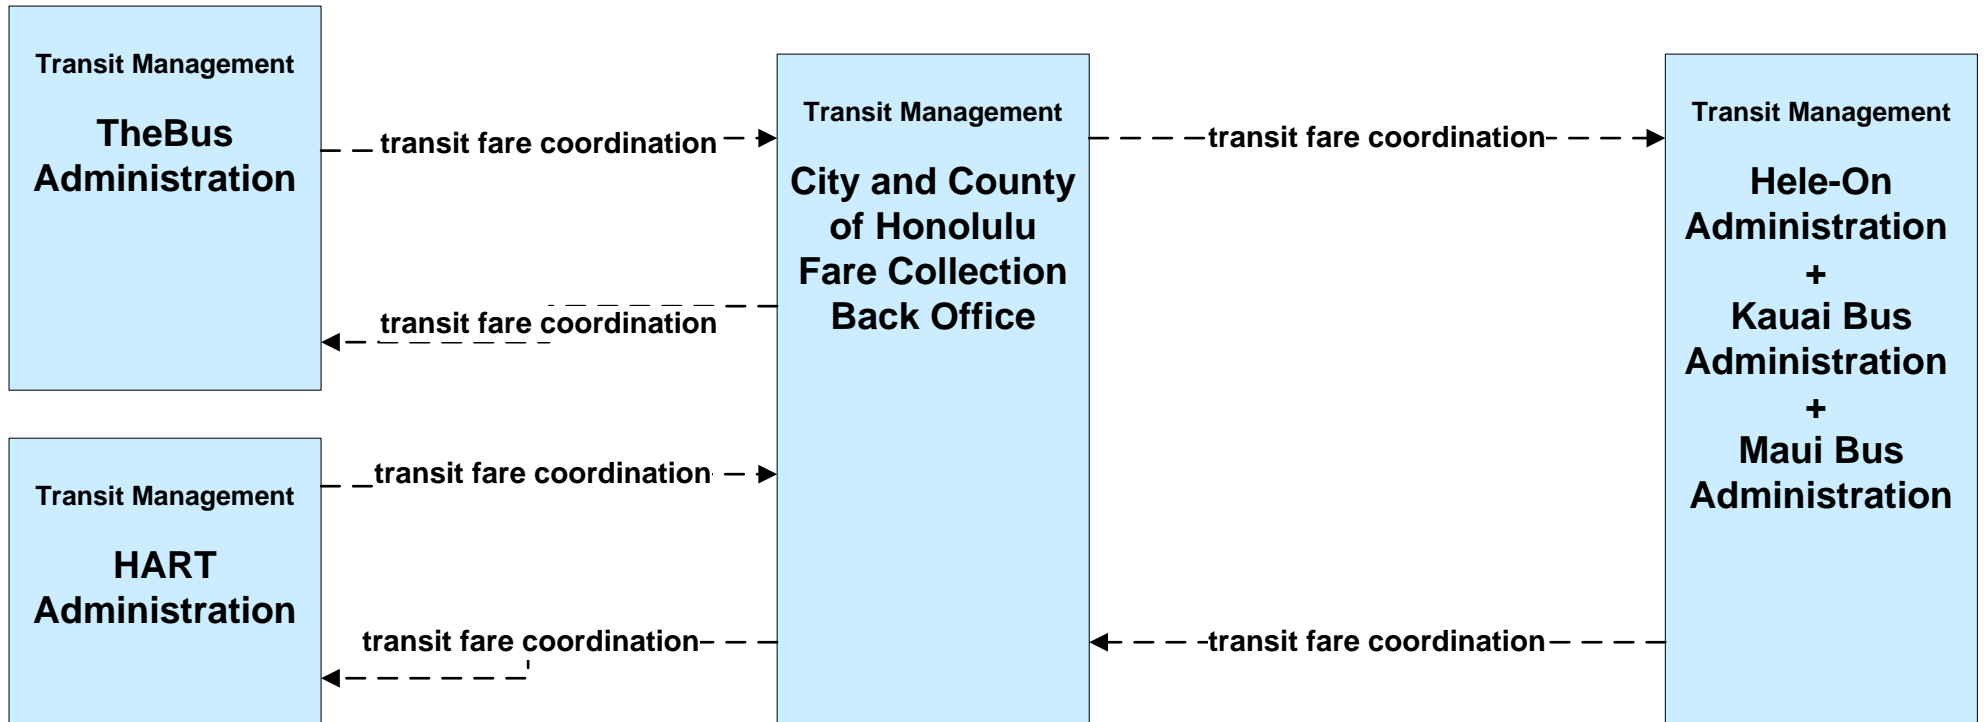 Transit Management
TheBus
Administration
transit fare coordination
transit fare coordination
Transit Management
HART
Administration
transit fare coordination
transit fare coordination
Transit Management
City and County
of Honolulu
Fare Collection
Back Office
transit fare coordination
transit fare coordination
Transit Management
Hele-On
Administration
+
Kauai Bus
Administration
+
Maui Bus
Administration